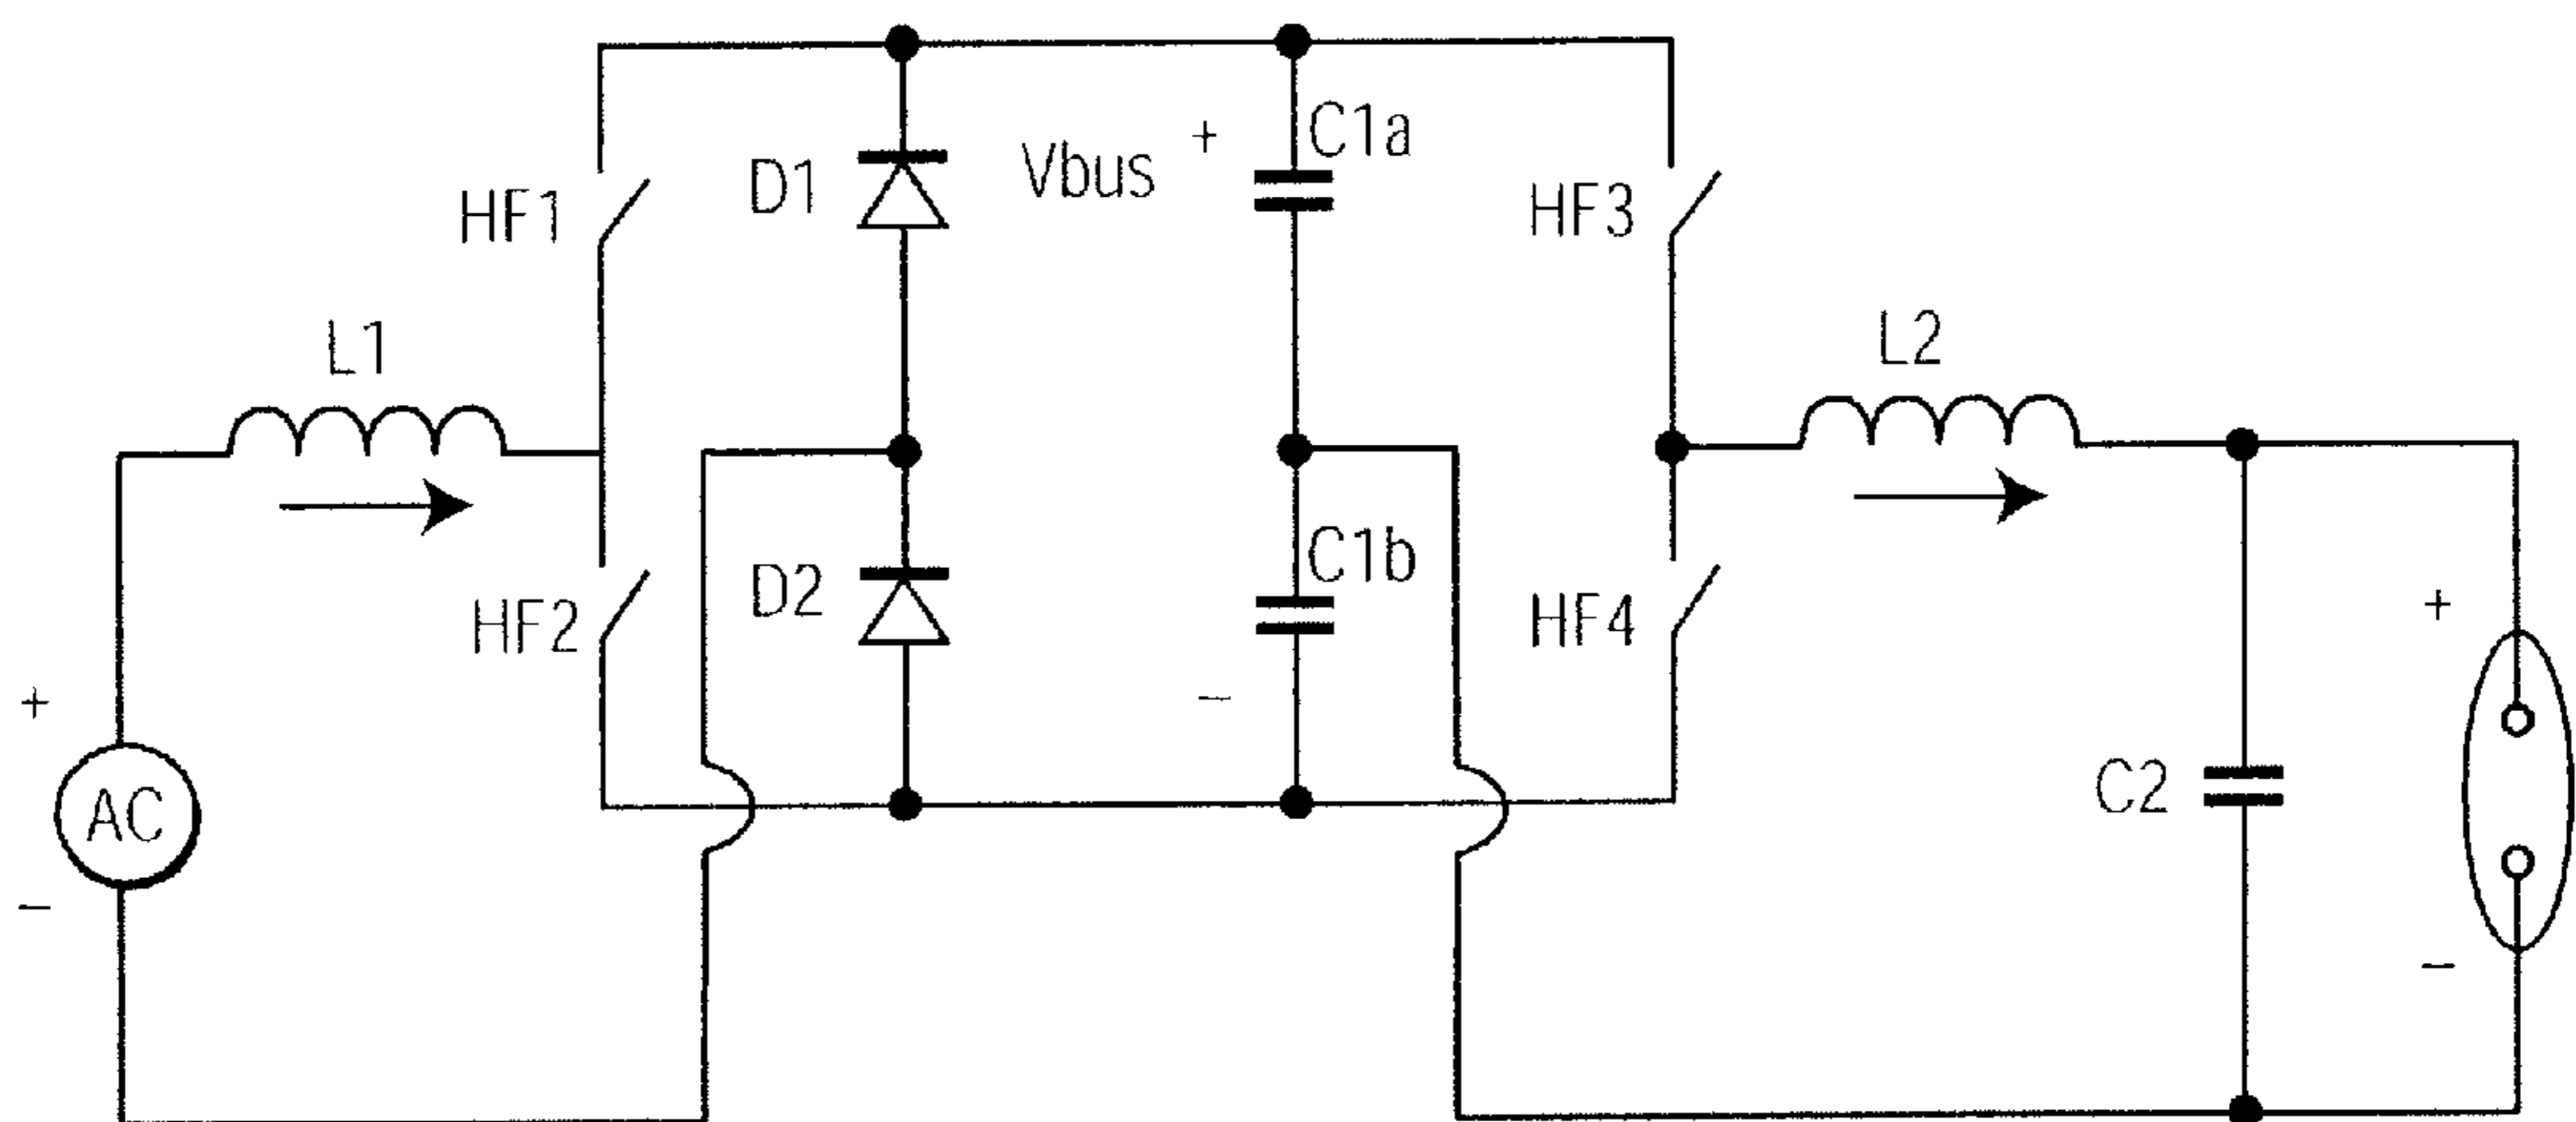 C1a
+
Vbus
D1
HF1
HF3
L1
L2
C1b
D2
HF2
HF4
+
+
−
AC
C2
−
−